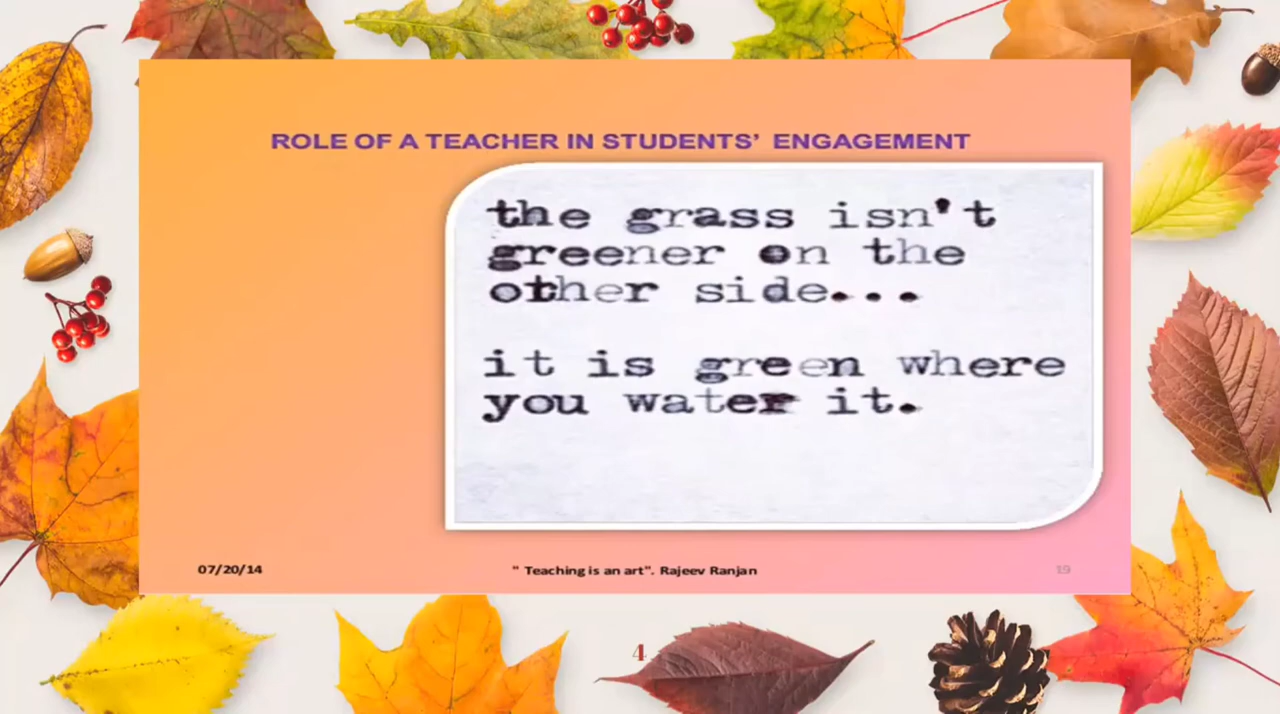 ROLE OF A TEACHER IN STUDENTS’ ENGAGEMENT
the grass isn't
greener on the
other side...
it is green where
you water it.
07/20/14
" Teaching is an art". Rajeev Ranjan
19
4